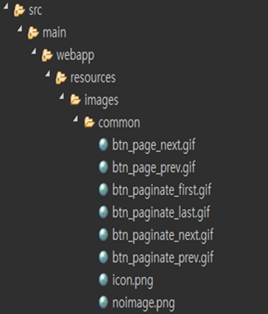 src
main
webapp
resources
images
common
btn_page_next.gif
btn_page_prev.gif
btn_paginate_first.gif
btn_paginate_last.gif
btn_paginate_next.gif
btn_paginate_prev.gif
icon.png
noimage.png